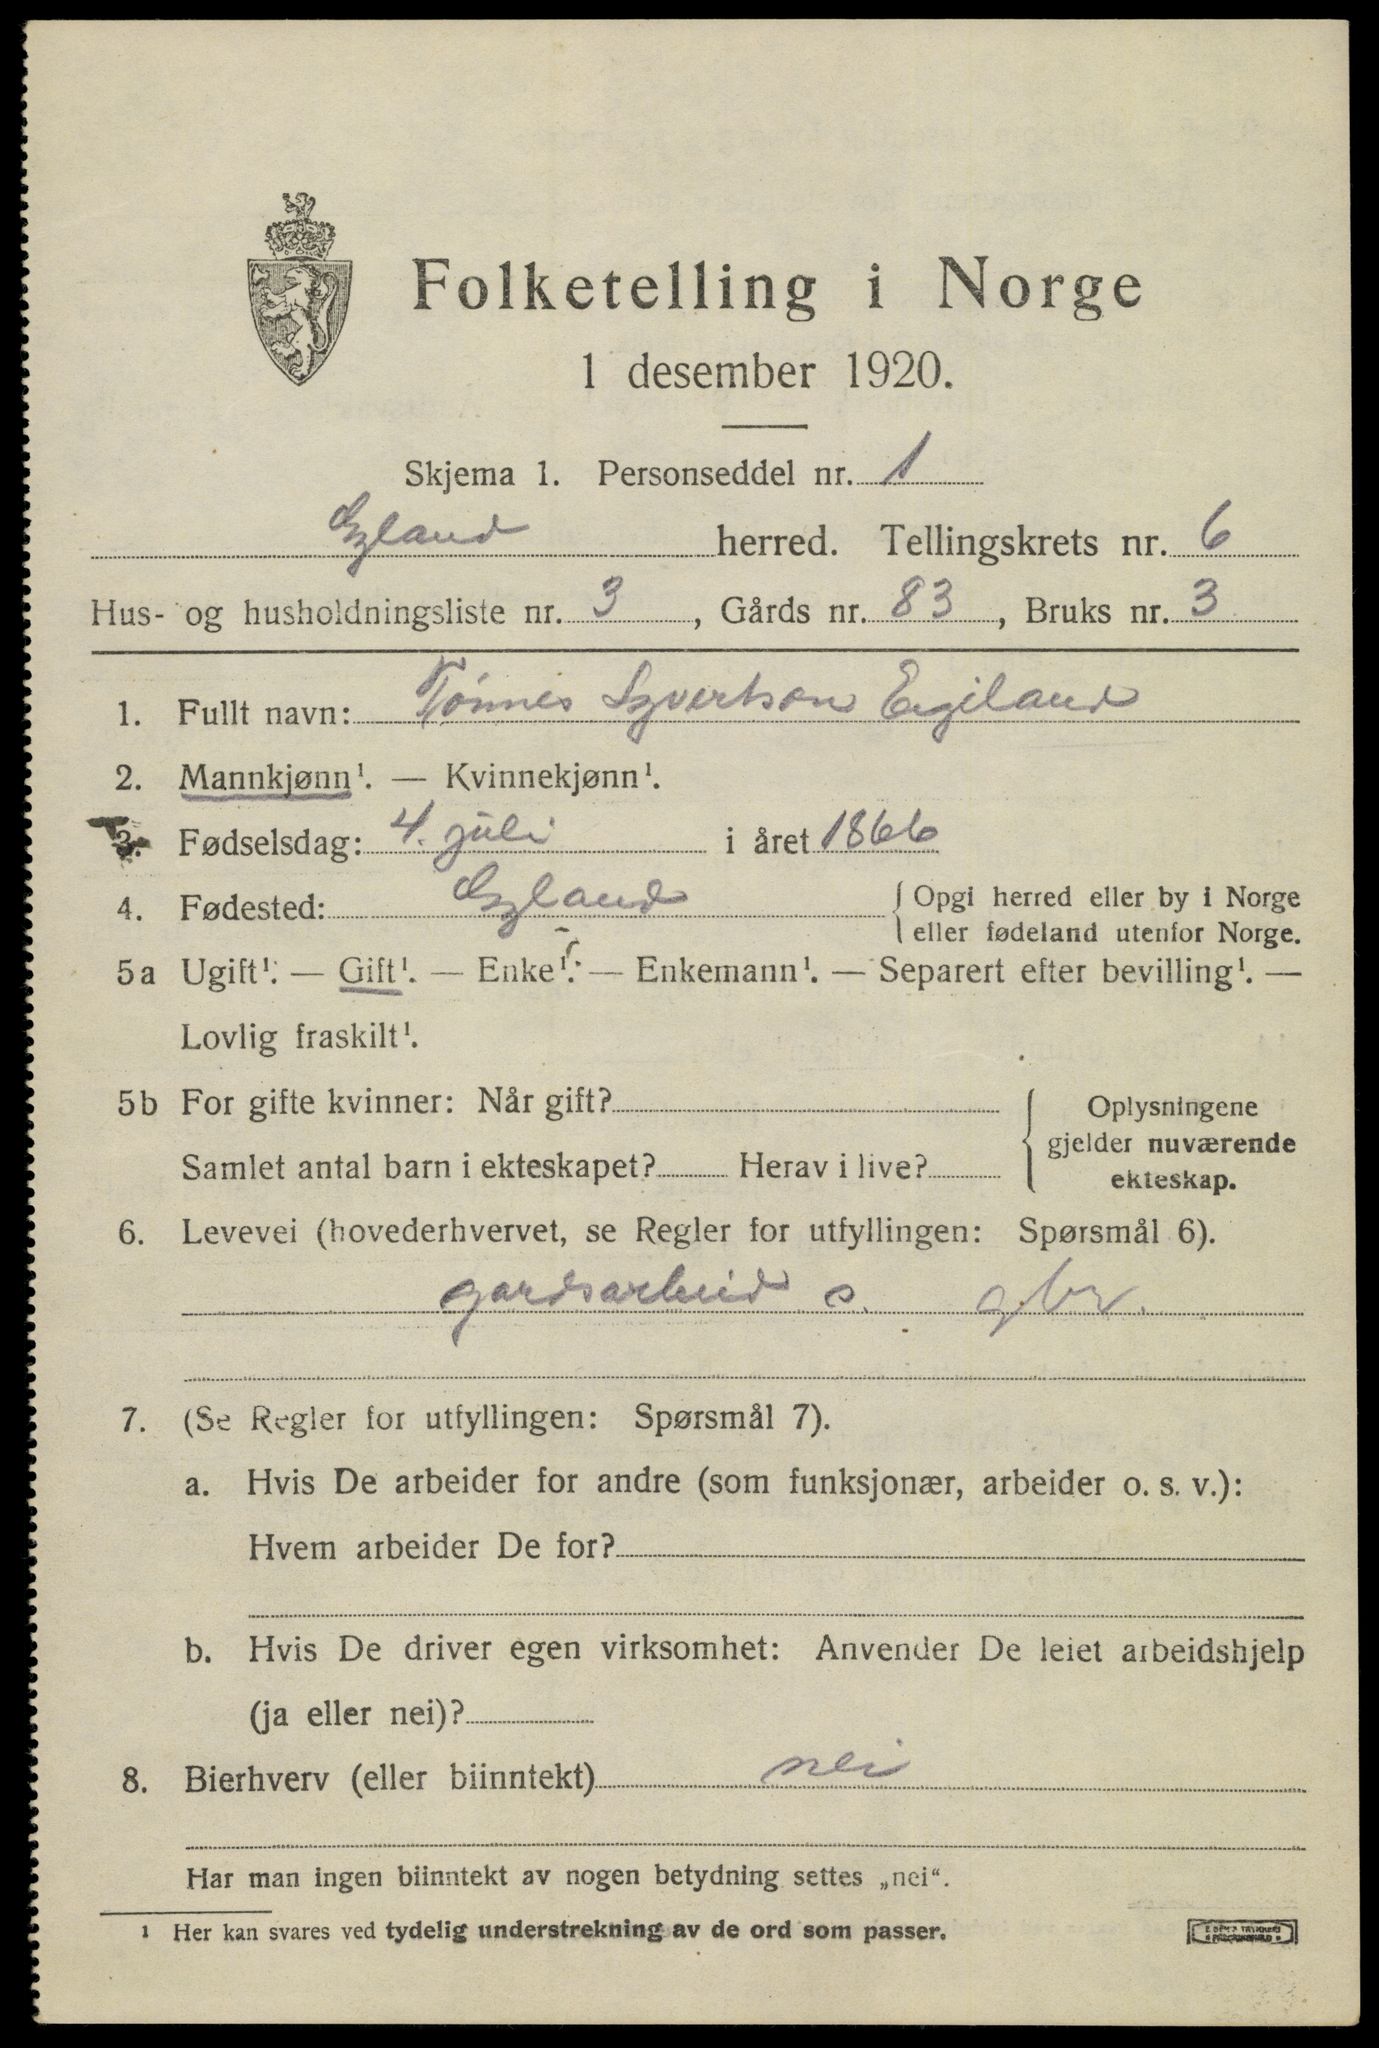 Folketelling i Norge
1 desember 1920.
Skjema 1. Personseddel nr. 1
Gyland herred. Tellingskrets nr. 6
Hus- og husholdningsliste nr. 3, Gårds nr. 83, Bruks nr. 3
1. Fullt navn: Tónnes Syvertson Eigeland
2. Mannkjønn¹. — Kvinnekjønn¹.
3. Fødselsdag: 4. juli i året 1866
4. Fødested: Gyland { Opgi herred eller by i Norge
eller fødeland utenfor Norge.
5a Ugift¹. — Gift¹. — Enke¹. — Enkemann¹. — Separert efter bevilling¹. —
Lovlig fraskilt¹.
5b For gifte kvinner: Når gift?
Samlet antal barn i ekteskapet? Herav i live?
{ Oplysningene
gjelder nuværende
ekteskap.
6. Levevei (hovederhvervet, se Regler for utfyllingen: Spørsmål 6).
gardsarbeid s. gbr.
7. (Se Regler for utfyllingen: Spørsmål 7).
a. Hvis De arbeider for andre (som funksjonær, arbeider o. s. v.):
Hvem arbeider De for?
b. Hvis De driver egen virksomhet: Anvender De leiet arbeidshjelp
(ja eller nei)?
8. Bierhverv (eller biinntekt) nei
Har man ingen biinntekt av nogen betydning settes „nei“.
¹ Her kan svares ved tydelig understrekning av de ord som passer.